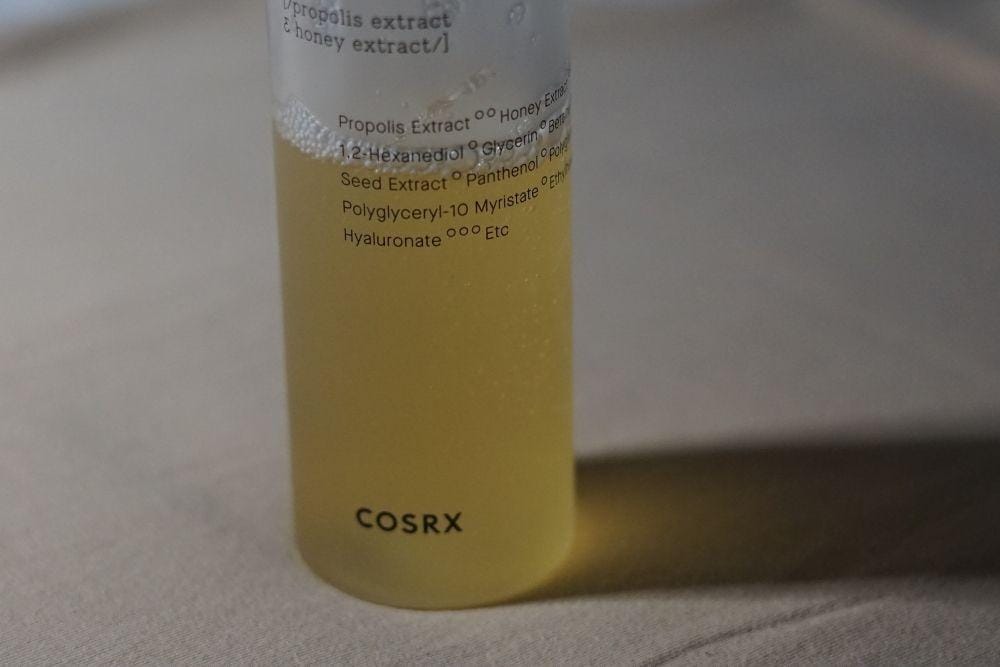 [/propolis extract
& honey extract/]
Propolis Extract °° Honey Extract
1,2-Hexanediol ° Glycerin °
Seed Extract ° Panthenol °
Polyglyceryl-10 Myristate °
Hyaluronate °°° Etc
COSRX